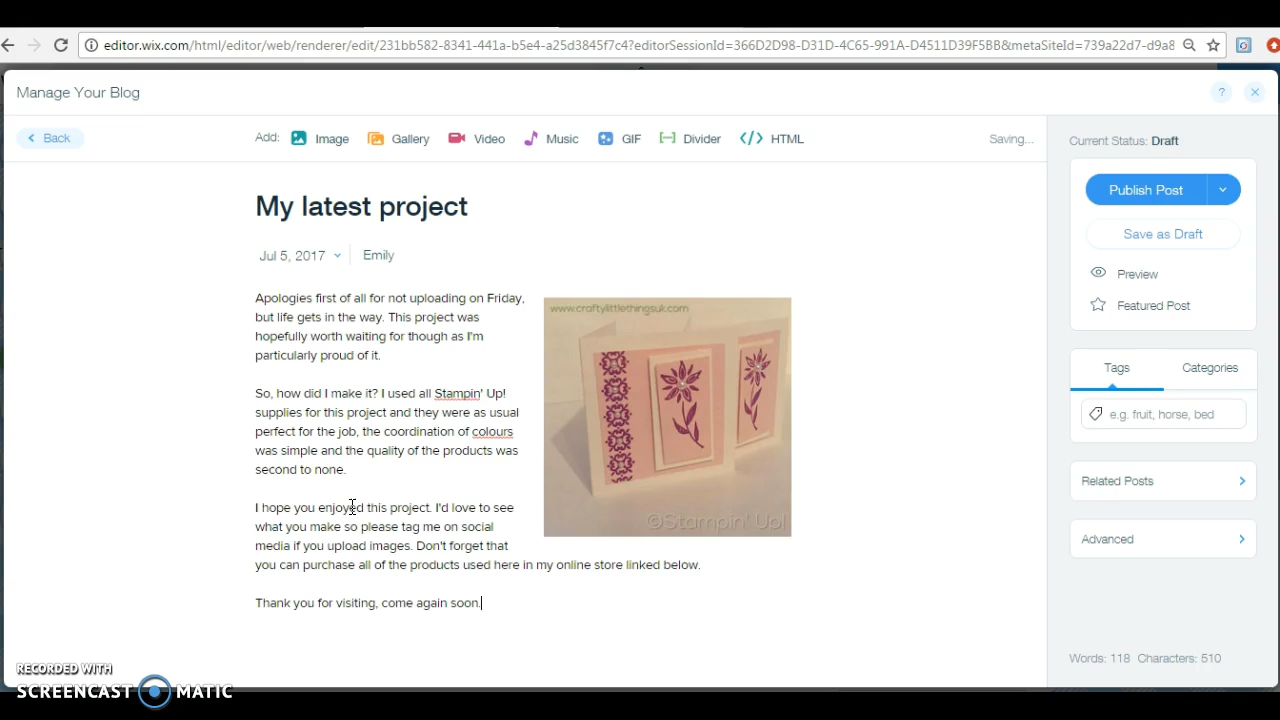 editor.wix.com/html/editor/web/renderer/edit/231bb582-8341-441a-b5e4-a25d3845f7c4?editorSessionId=366D2D98-D31D-4C65-991A-D4511D39F5BB&metaSiteId=739a22d7-d9a8
Manage Your Blog
?
Back
Add: Image Gallery Video Music GIF Divider </> HTML
Saving...
Current Status: Draft
My latest project
Publish Post
Jul 5, 2017 Emily
Save as Draft
Preview
Featured Post
Apologies first of all for not uploading on Friday,
but life gets in the way. This project was
hopefully worth waiting for though as I'm
particularly proud of it.
So, how did I make it? I used all Stampin' Up!
supplies for this project and they were as usual
perfect for the job, the coordination of colours
was simple and the quality of the products was
second to none.
I hope you enjoyed this project. I'd love to see
what you make so please tag me on social
media if you upload images. Don't forget that
you can purchase all of the products used here in my online store linked below.
Thank you for visiting, come again soon.
www.craftylittlethingsuk.com
©Stampin' Up!
Tags Categories
e.g. fruit, horse, bed
Related Posts
Advanced
Words: 118 Characters: 510
RECORDED WITH
SCREENCAST MATIC